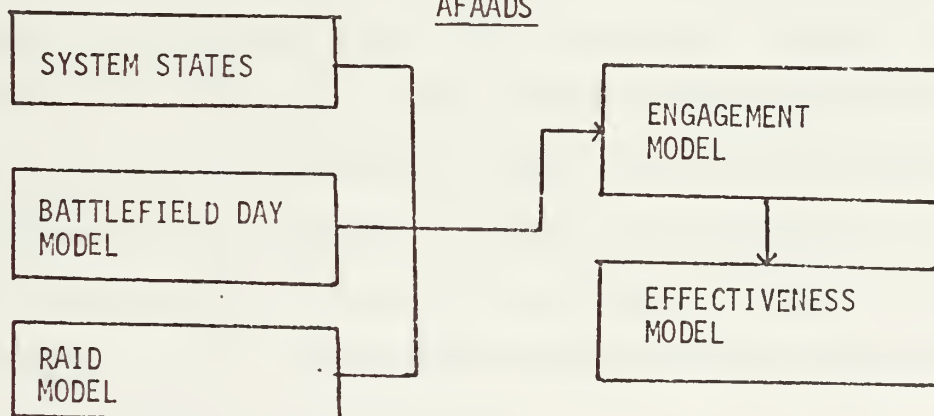 AFAADS
SYSTEM STATES
BATTLEFIELD DAY
MODEL
RAID
MODEL
ENGAGEMENT
MODEL
EFFECTIVENESS
MODEL